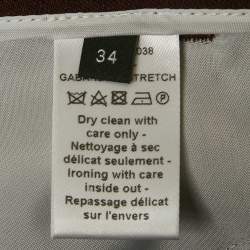 34
038
STRETCH
Dry clean with
care only -
Nettoyage à sec
délicat seulement -
Ironing with care
inside out -
Repassage délicat
sur l'envers